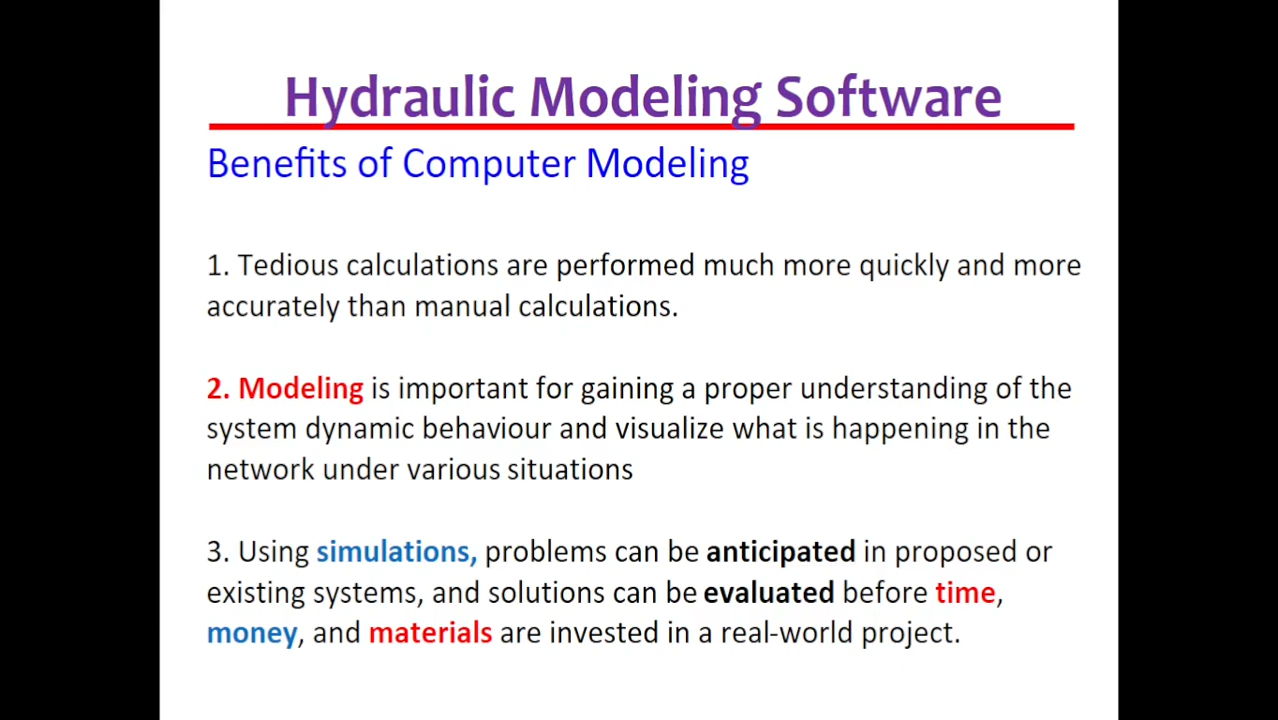 Hydraulic Modeling Software
Benefits of Computer Modeling
1. Tedious calculations are performed much more quickly and more
accurately than manual calculations.
2. Modeling is important for gaining a proper understanding of the
system dynamic behaviour and visualize what is happening in the
network under various situations
3. Using simulations, problems can be anticipated in proposed or
existing systems, and solutions can be evaluated before time,
money, and materials are invested in a real-world project.